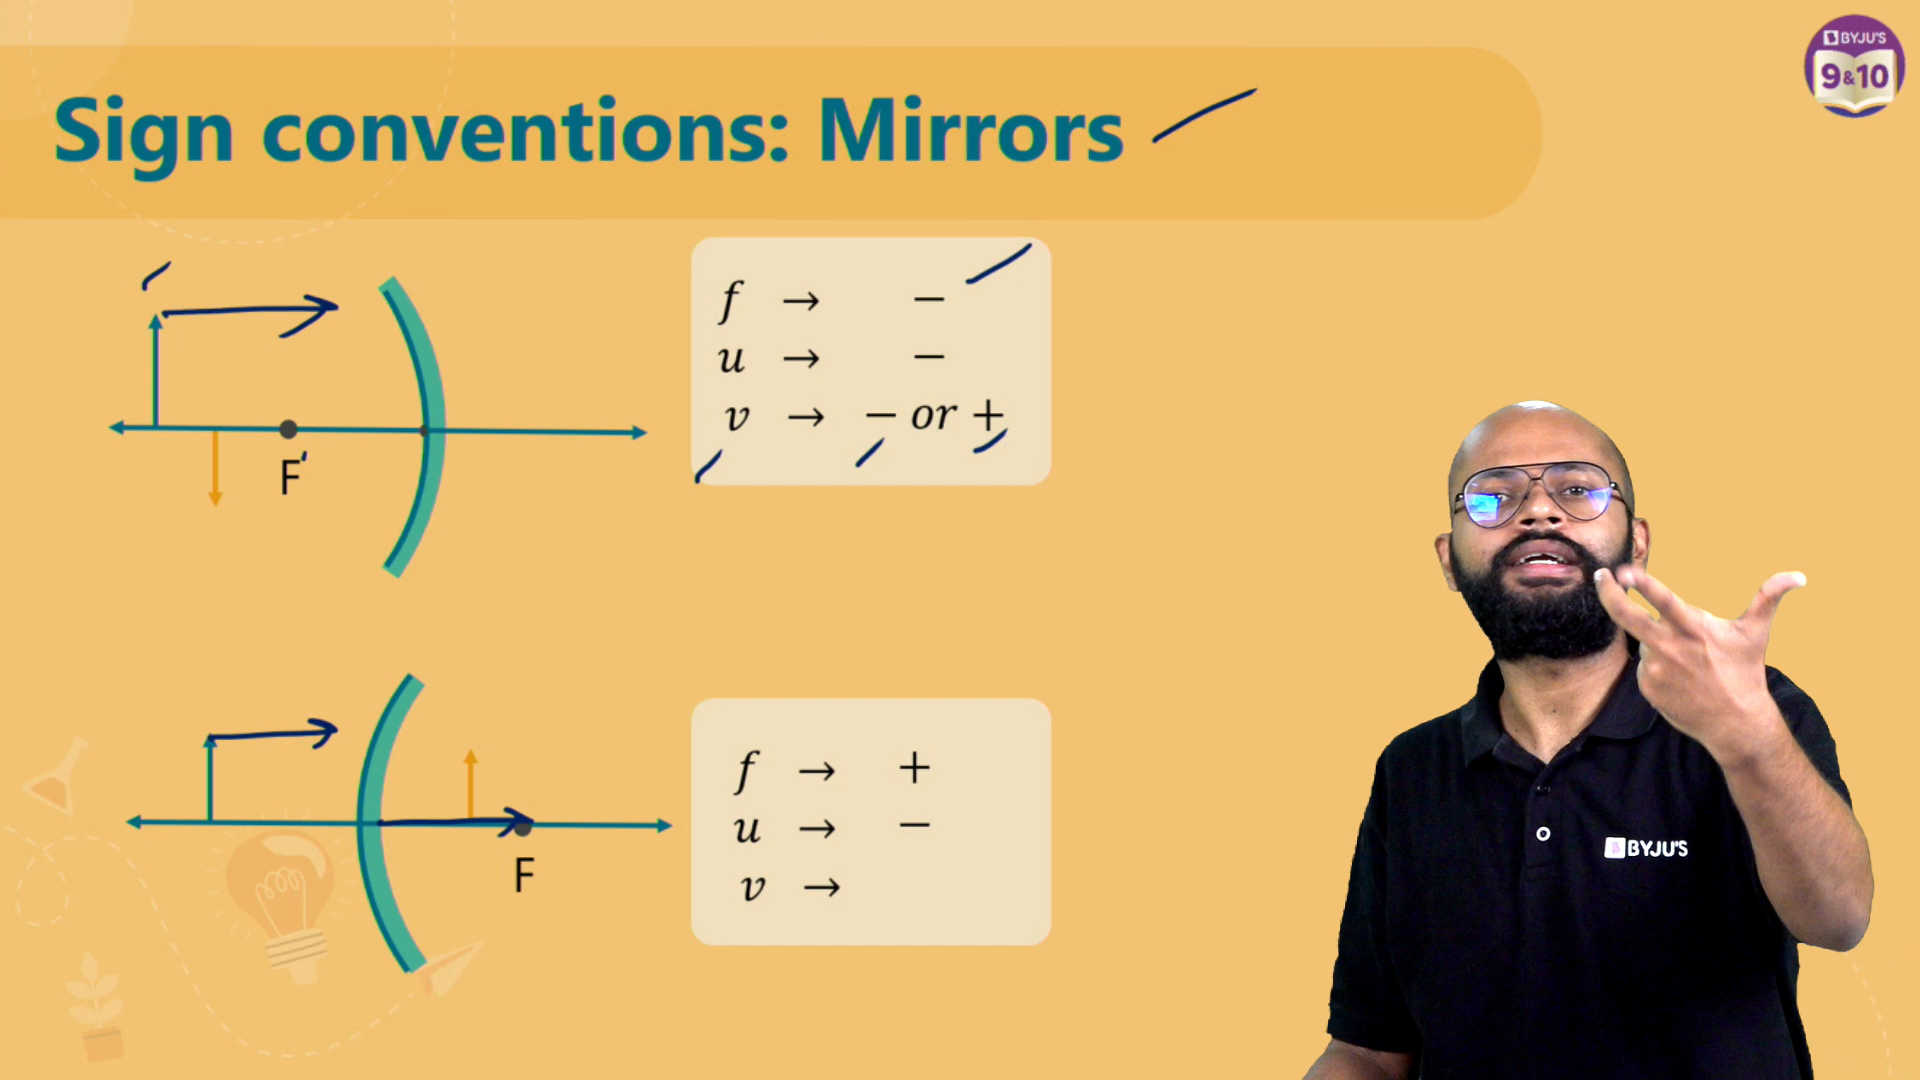 BYJU'S
9&10
Sign conventions: Mirrors
f → −
u → −
v → − or +
F'
f → +
u → −
v →
F
BYJU'S